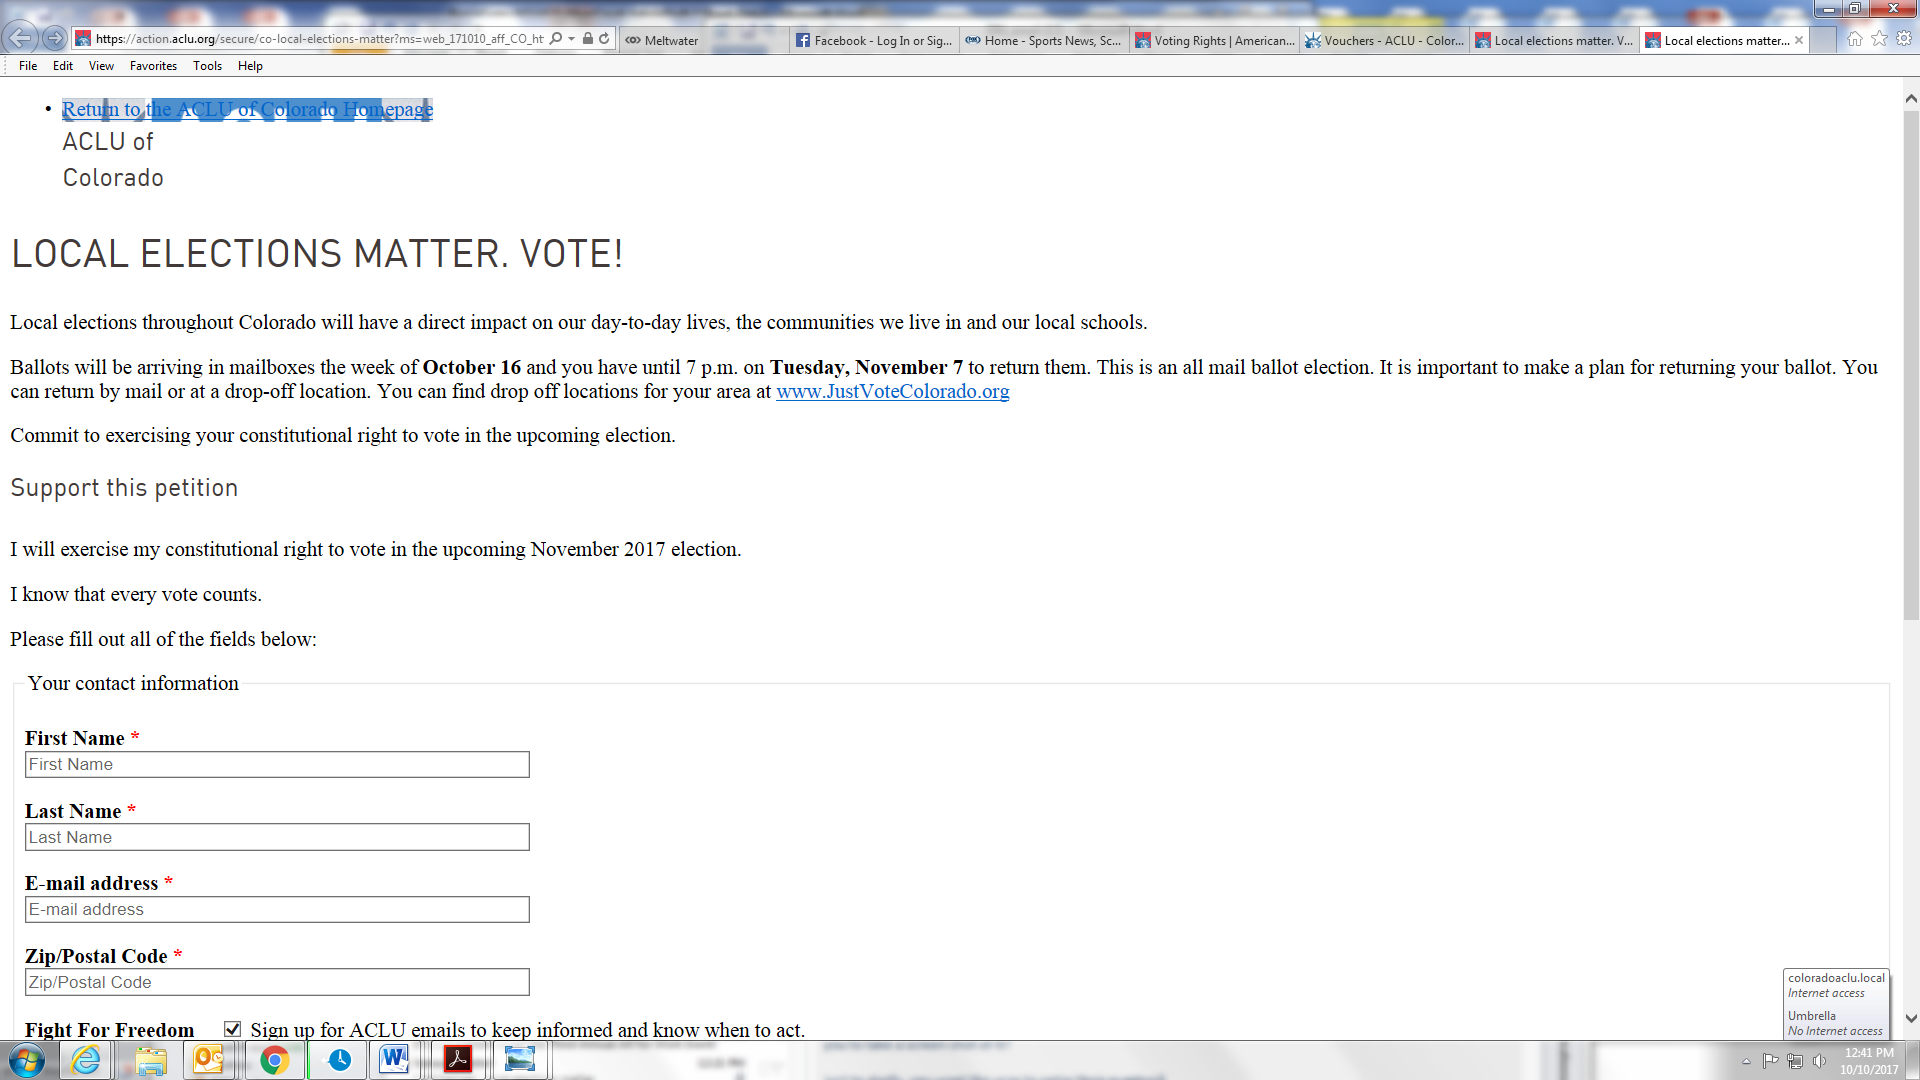 https://action.aclu.org/secure/co-local-elections-matter?ms=web_171010_aff_CO_ht
Meltwater
Facebook - Log In or Sig...
Home - Sports News, Sc...
Voting Rights | American...
Vouchers - ACLU - Color...
Local elections matter. V...
Local elections matter...
File Edit View Favorites Tools Help
• Return to the ACLU of Colorado Homepage
ACLU of
Colorado
LOCAL ELECTIONS MATTER. VOTE!
Local elections throughout Colorado will have a direct impact on our day-to-day lives, the communities we live in and our local schools.
Ballots will be arriving in mailboxes the week of October 16 and you have until 7 p.m. on Tuesday, November 7 to return them. This is an all mail ballot election. It is important to make a plan for returning your ballot. You
can return by mail or at a drop-off location. You can find drop off locations for your area at www.JustVoteColorado.org
Commit to exercising your constitutional right to vote in the upcoming election.
Support this petition
I will exercise my constitutional right to vote in the upcoming November 2017 election.
I know that every vote counts.
Please fill out all of the fields below:
Your contact information
First Name *
First Name
Last Name *
Last Name
E-mail address *
E-mail address
Zip/Postal Code *
Zip/Postal Code
Fight For Freedom Sign up for ACLU emails to keep informed and know when to act.
coloradoaclu.local
Internet access
Umbrella
No Internet access
12:41 PM
10/10/2017